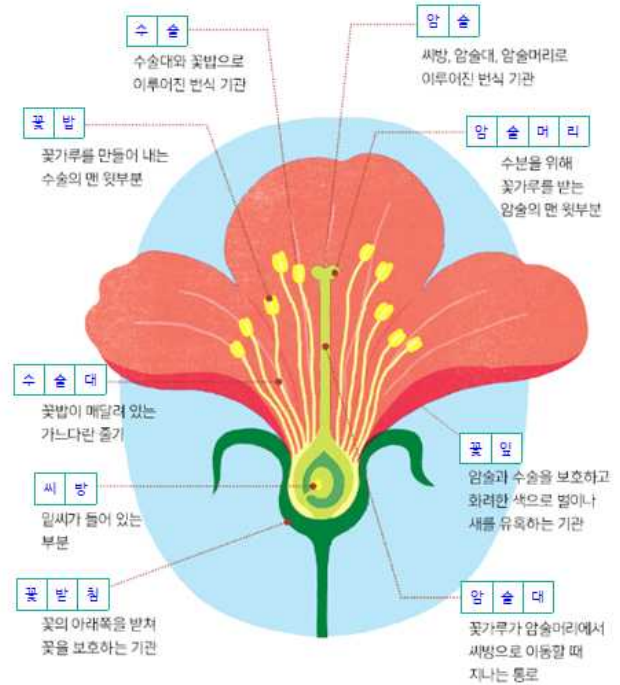 수술
수술대와 꽃밥으로
이루어진 번식 기관
암술
씨방, 암술대, 암술머리로
이루어진 번식 기관
꽃밥
꽃가루를 만들어 내는
수술의 맨 윗부분
암술머리
수분을 위해
꽃가루를 받는
암술의 맨 윗부분
수술대
꽃밥이 매달려 있는
가느다란 줄기
꽃잎
암술과 수술을 보호하고
화려한 색으로 벌이나
새를 유혹하는 기관
씨방
밑씨가 들어 있는
부분
꽃받침
꽃의 아래쪽을 받쳐
꽃을 보호하는 기관
암술대
꽃가루가 암술머리에서
씨방으로 이동할 때
지나는 통로